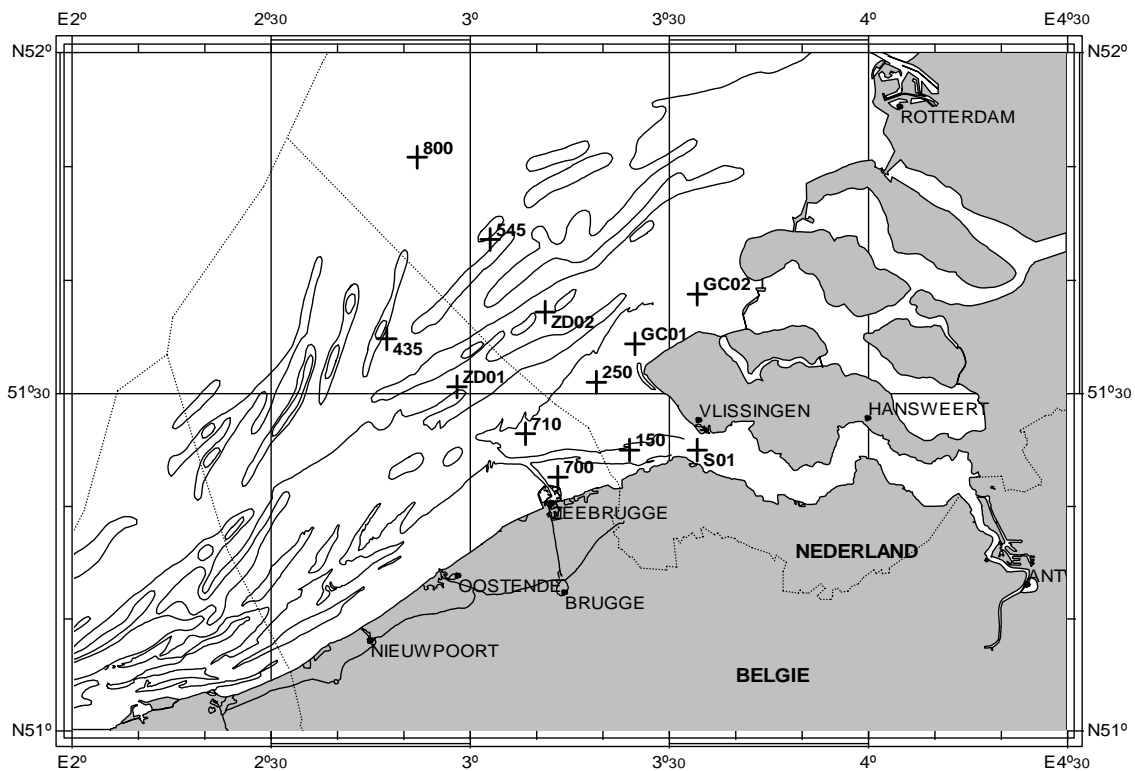 E2º 2º30 3º 3º30 4º E4º30
N52º N52º
ROTTERDAM
800
545
GC02
ZD02
GC01
435
ZD01 250
51º30 51º30
VLISSINGEN HANSWEERT
710
150
S01
700
ZEEBRUGGE
NEDERLAND
OOSTENDE ANTW
BRUGGE
NIEUWPOORT
BELGIE
N51º N51º
E2º 2º30 3º 3º30 4º E4º30